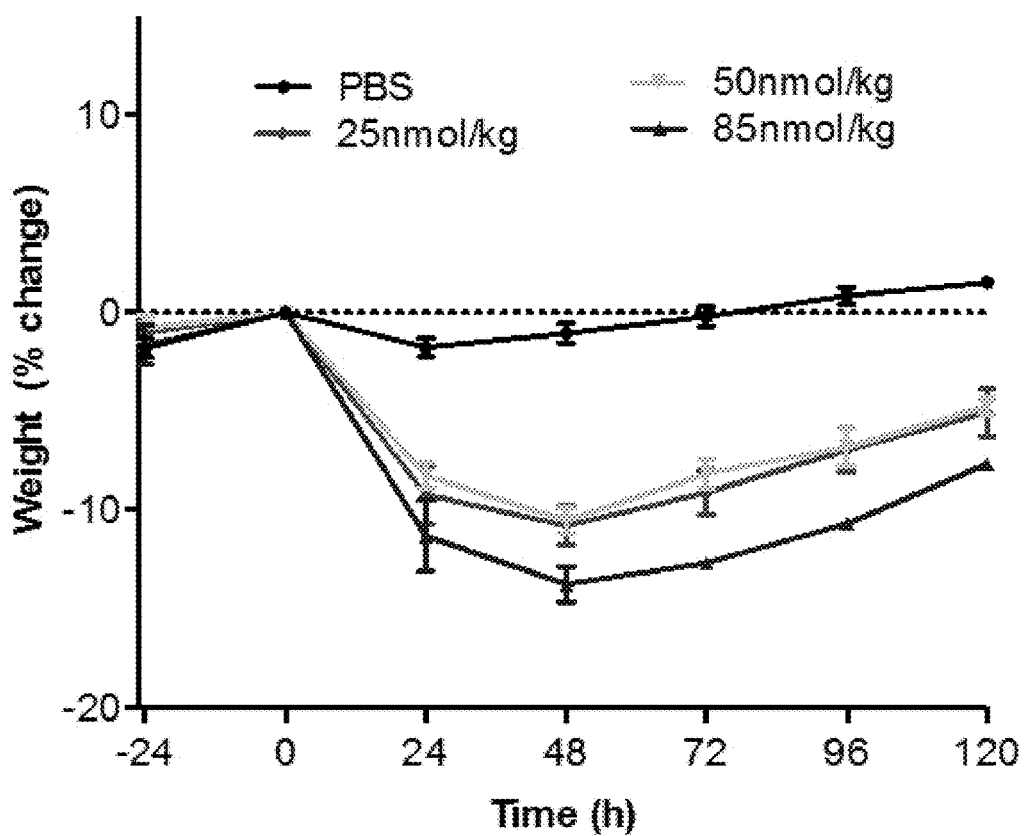 PBS
50nmol/kg
25nmol/kg
85nmol/kg
Weight (% change)
10
0
-10
-20
-24 0 24 48 72 96 120
Time (h)